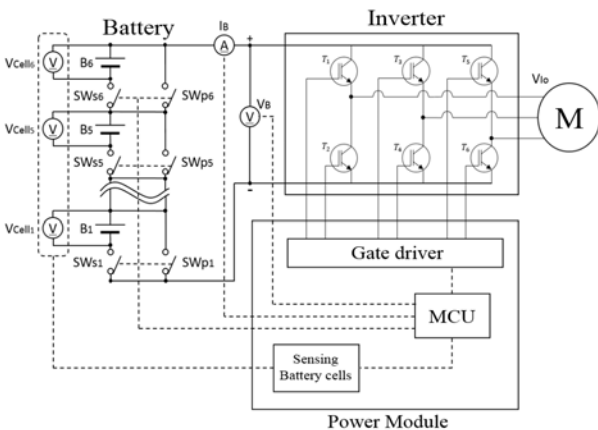 Battery
IB
A
Inverter
VCell6
V
B6
SWS6
SWP6
VCell5
V
B5
SWS5
SWP5
VCell1
V
B1
SWS1
SWP1
+
V
VB
-
T1
T3
T5
T2
T4
T6
VIo
M
Gate driver
MCU
Sensing
Battery cells
Power Module